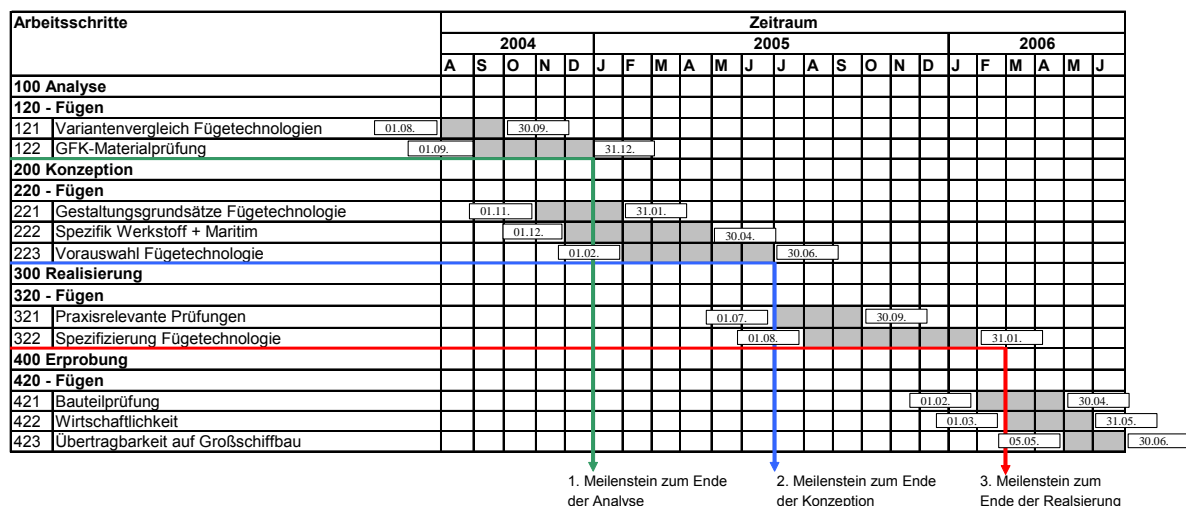 Arbeitsschritte Zeitraum
2004 2005 2006
A S O N D J F M A M J J A S O N D J F M A M J
100 Analyse
120 - Fügen
121 Variantenvergleich Fügetechnologien 01.08. 30.09.
122 GFK-Materialprüfung 01.09. 31.12.
200 Konzeption
220 - Fügen
221 Gestaltungsgrundsätze Fügetechnologie 01.11. 31.01.
222 Spezifik Werkstoff + Maritim 01.12. 30.04.
223 Vorauswahl Fügetechnologie 01.02. 30.06.
300 Realisierung
320 - Fügen
321 Praxisrelevante Prüfungen 01.07. 30.09.
322 Spezifizierung Fügetechnologie 01.08. 31.01.
400 Erprobung
420 - Fügen
421 Bauteilprüfung 01.02. 30.04.
422 Wirtschaftlichkeit 01.03. 31.05.
423 Übertragbarkeit auf Großschiffbau 05.05. 30.06.
1. Meilenstein zum Ende
der Analyse
2. Meilenstein zum Ende
der Konzeption
3. Meilenstein zum
Ende der Realsierung